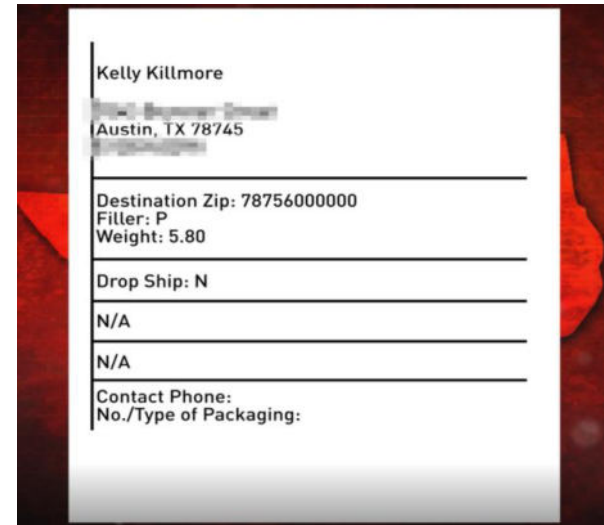 Kelly Killmore
Austin, TX 78745
Destination Zip: 78756000000
Filler: P
Weight: 5.80
Drop Ship: N
N/A
N/A
Contact Phone:
No./Type of Packaging: